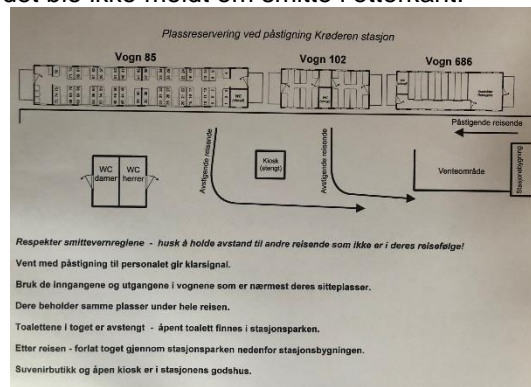 det ble ikke meldt om smitte i etterkant.
Plassreservering ved påstigning Krøderen stasjon
Vogn 85
Vogn 102
Vogn 686
Påstigende reisende
WC
damer
WC
herrer
Avstigende reisende
Kiosk
(stengt)
Avstigende reisende
Venteområde
Stasjonsbygning
Respekter smittevernreglene - husk å holde avstand til andre reisende som ikke er i deres reisefølge!
Vent med påstigning til personalet gir klarsignal.
Bruk de inngangene og utgangene i vognene som er nærmest deres sitteplasser.
Dere beholder samme plasser under hele reisen.
Toalettene i toget er avstengt - åpent toalett finnes i stasjonsparken.
Etter reisen - forlat toget gjennom stasjonsparken nedenfor stasjonsbygningen.
Suvenirbutikk og åpen kiosk er i stasjonens godshus.